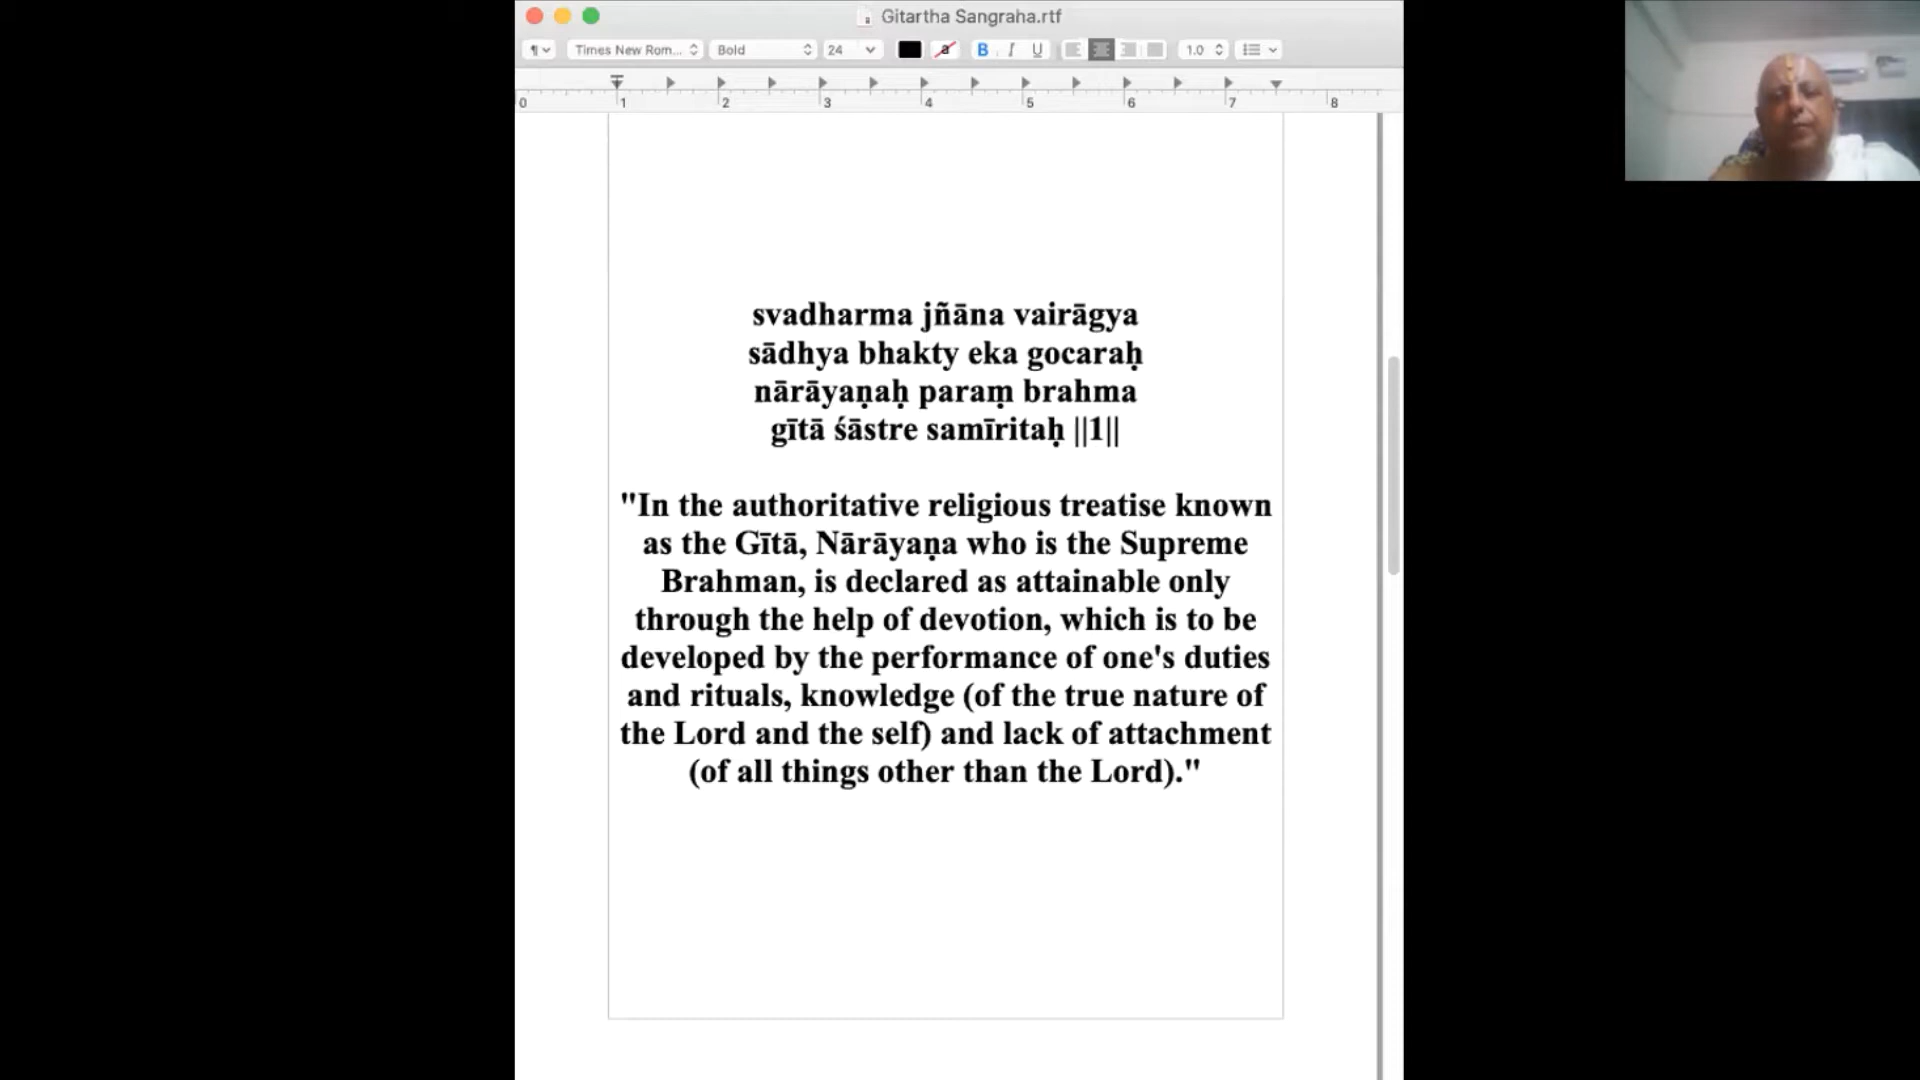 Gitartha Sangraha.rtf
¶ Times New Rom... Bold 24 a B I U 1.0
0 1 2 3 4 5 6 7 8
svadharma jñāna vairāgya
sādhya bhakty eka gocaraḥ
nārāyaṇaḥ paraṃ brahma
gītā śāstre samīritaḥ ||1||
"In the authoritative religious treatise known
as the Gītā, Nārāyaṇa who is the Supreme
Brahman, is declared as attainable only
through the help of devotion, which is to be
developed by the performance of one's duties
and rituals, knowledge (of the true nature of
the Lord and the self) and lack of attachment
(of all things other than the Lord)."